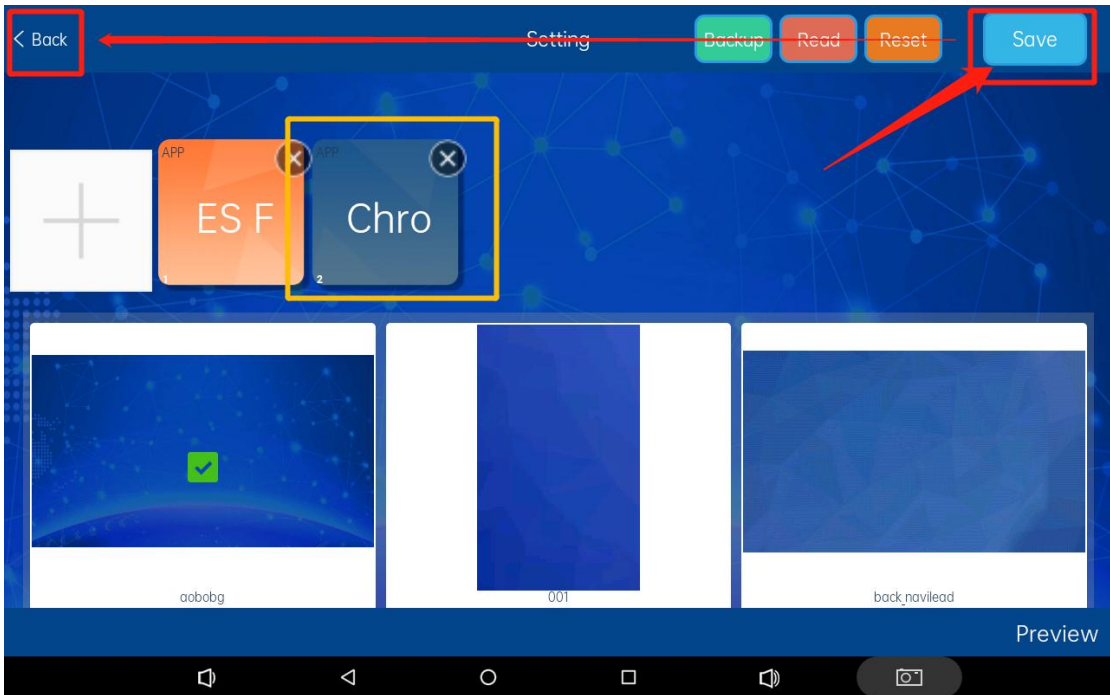 Back
Setting
Backup
Read
Reset
Save
APP
ES F
1
APP
Chro
2
aobobg
001
back_navilead
Preview